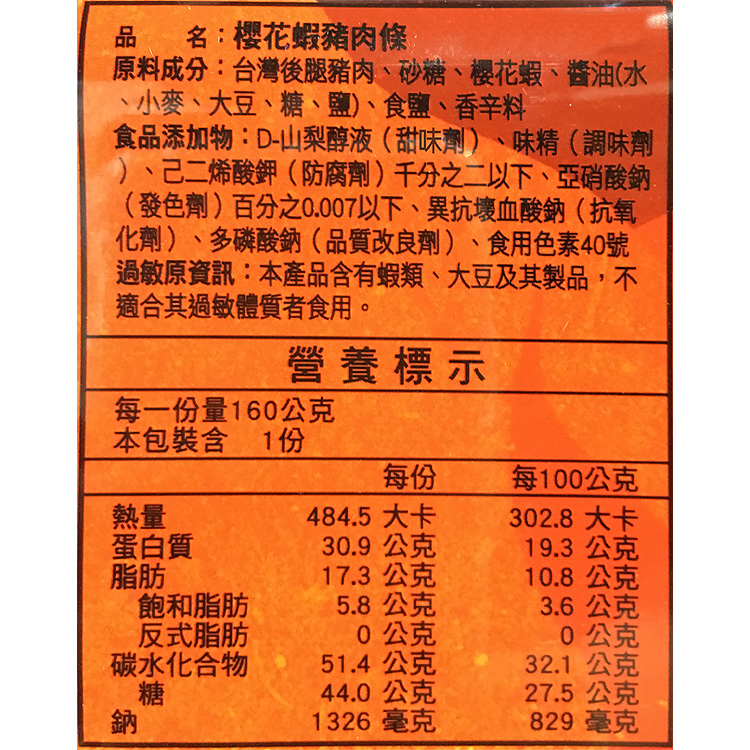 品　　名：櫻花蝦豬肉條
原料成分：台灣後腿豬肉、砂糖、櫻花蝦、醬油(水
、小麥、大豆、糖、鹽)、食鹽、香辛料
食品添加物：D-山梨醇液（甜味劑）、味精（調味劑
）、己二烯酸鉀（防腐劑）千分之二以下、亞硝酸鈉
（發色劑）百分之0.007以下、異抗壞血酸鈉（抗氧
化劑）、多磷酸鈉（品質改良劑）、食用色素40號
過敏原資訊：本產品含有蝦類、大豆及其製品，不
適合其過敏體質者食用。
營養標示
每一份量160公克
本包裝含　1份
每份　每100公克
熱量　484.5 大卡　302.8 大卡
蛋白質　30.9 公克　19.3 公克
脂肪　17.3 公克　10.8 公克
飽和脂肪　5.8 公克　3.6 公克
反式脂肪　0 公克　0 公克
碳水化合物　51.4 公克　32.1 公克
糖　44.0 公克　27.5 公克
鈉　1326 毫克　829 毫克